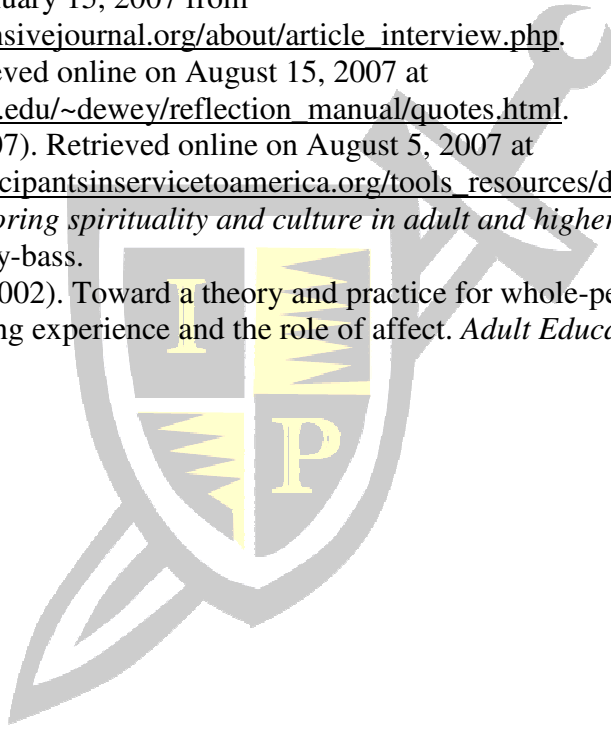 nuary 15, 2007 from
nsivejournal.org/about/article_interview.php.
eved online on August 15, 2007 at
.edu/~dewey/reflection_manual/quotes.html.
07). Retrieved online on August 5, 2007 at
cipantsinservicetoamerica.org/tools_resources/d
oring spirituality and culture in adult and higher
y-bass.
002). Toward a theory and practice for whole-pe
ng experience and the role of affect. Adult Educa
I
P